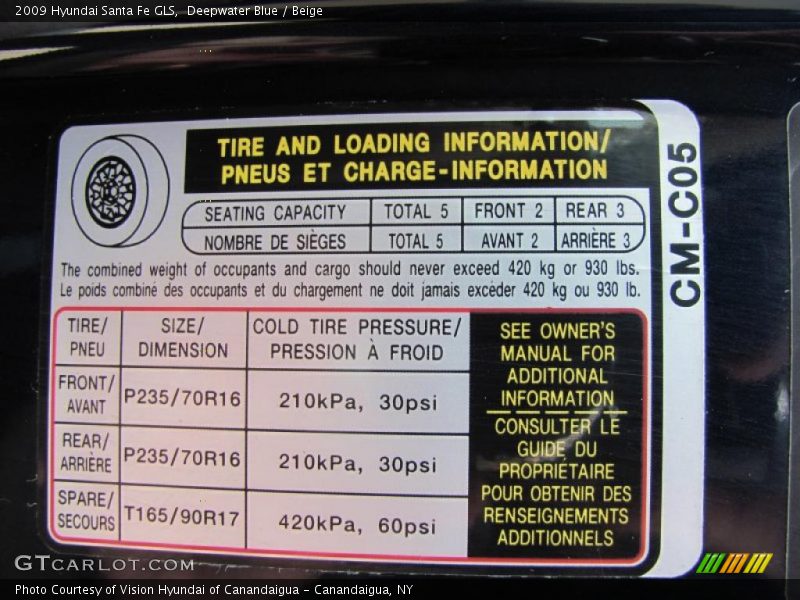 2009 Hyundai Santa Fe GLS, Deepwater Blue / Beige
TIRE AND LOADING INFORMATION/
PNEUS ET CHARGE-INFORMATION
SEATING CAPACITY TOTAL 5 FRONT 2 REAR 3
NOMBRE DE SIÈGES TOTAL 5 AVANT 2 ARRIÈRE 3
The combined weight of occupants and cargo should never exceed 420 kg or 930 lbs.
Le poids combiné des occupants et du chargement ne doit jamais excéder 420 kg ou 930 lb.
CM-C05
TIRE/
PNEU
SIZE/
DIMENSION
COLD TIRE PRESSURE/
PRESSION À FROID
FRONT/
AVANT
P235/70R16
210kPa, 30psi
REAR/
ARRIÈRE
P235/70R16
210kPa, 30psi
SPARE/
SECOURS
T165/90R17
420kPa, 60psi
SEE OWNER'S
MANUAL FOR
ADDITIONAL
INFORMATION
CONSULTER LE
GUIDE DU
PROPRIÉTAIRE
POUR OBTENIR DES
RENSEIGNEMENTS
ADDITIONNELS
GTCARLOT.COM
Photo Courtesy of Vision Hyundai of Canandaigua - Canandaigua, NY